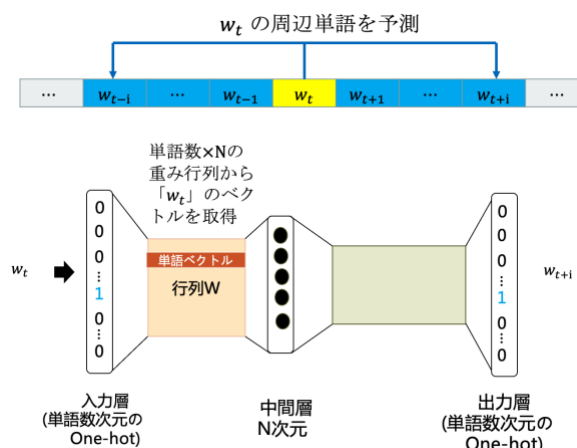 w_t の周辺単語を予測
… w_{t-i} … w_{t-1} w_t w_{t+1} … w_{t+i} …
単語数×Nの
重み行列から
「w_t」のベク
トルを取得
w_t
0
0
0
…
1
0
…
0
単語ベクトル
行列W
0
0
0
…
1
0
…
0
w_{t+i}
入力層
(単語数次元の
One-hot)
中間層
N次元
出力層
(単語数次元の
One-hot)